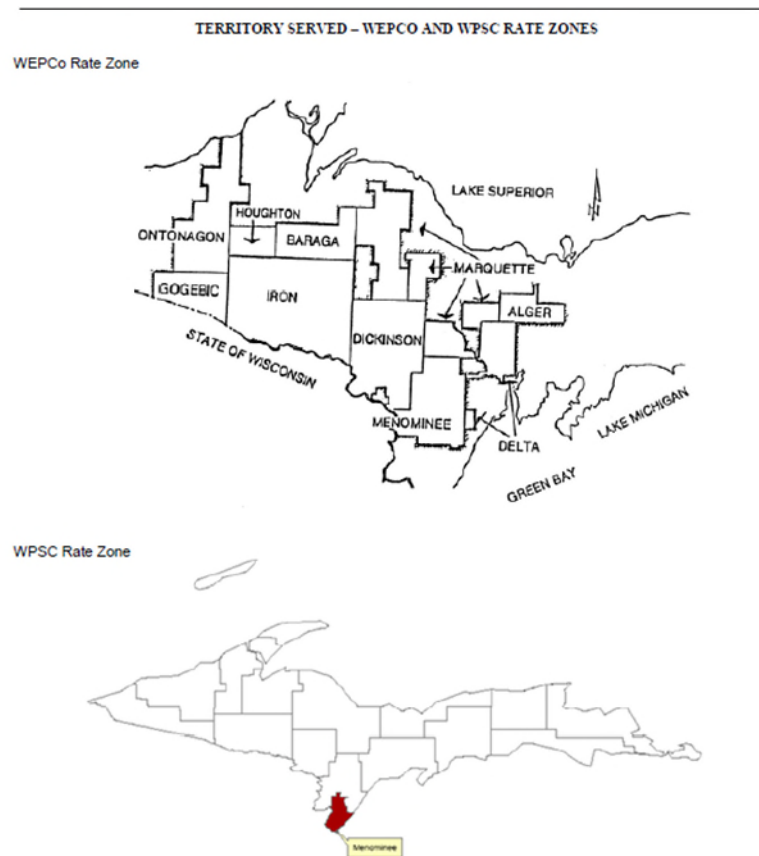 TERRITORY SERVED – WEPCO AND WPSC RATE ZONES
WEPCo Rate Zone
LAKE SUPERIOR
HOUGHTON
ONTONAGON
BARAGA
MARQUETTE
GOGEBIC
IRON
ALGER
DICKINSON
STATE OF WISCONSIN
MENOMINEE
LAKE MICHIGAN
DELTA
GREEN BAY
WPSC Rate Zone
Menominee